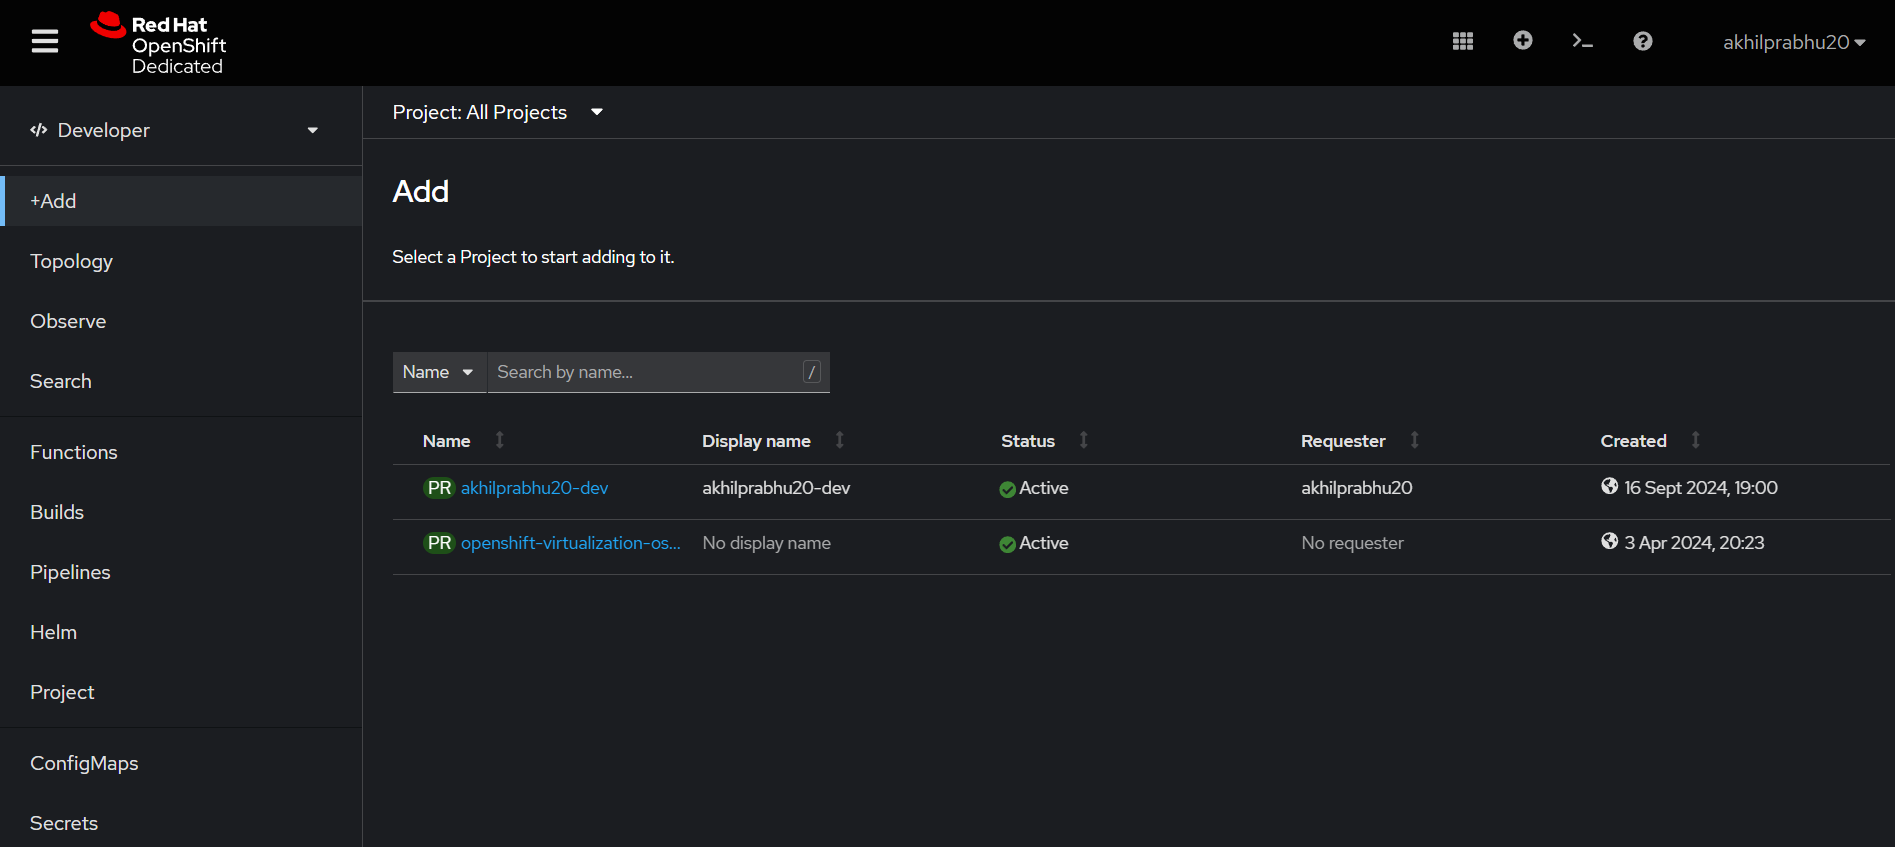 Red Hat
OpenShift
Dedicated
akhilprabhu20
Developer
+Add
Topology
Observe
Search
Functions
Builds
Pipelines
Helm
Project
ConfigMaps
Secrets
Project: All Projects
Add
Select a Project to start adding to it.
Name Search by name... /
Name Display name Status Requester Created
PR akhilprabhu20-dev akhilprabhu20-dev Active akhilprabhu20 16 Sept 2024, 19:00
PR openshift-virtualization-os... No display name Active No requester 3 Apr 2024, 20:23